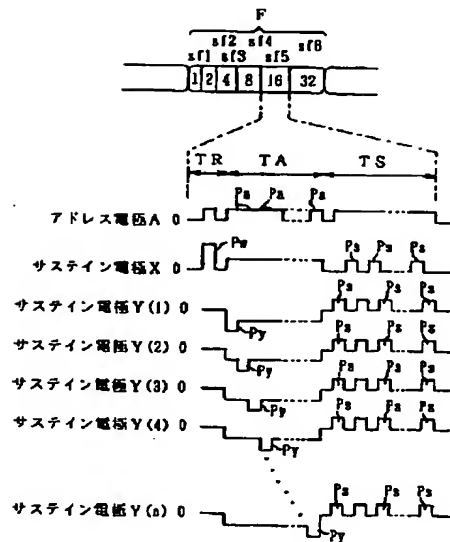 F
sf2 sf4 sf6
sf1 sf3 sf5
1 2 4 8 16 32
TR TA TS
Pa Pa Pa
アドレス電極A 0
Pw Ps Ps Ps
サステイン電極X 0
Ps Ps Ps
サステイン電極Y(1) 0
Py Ps Ps Ps
サステイン電極Y(2) 0
Py Ps Ps Ps
サステイン電極Y(3) 0
Py Ps Ps Ps
サステイン電極Y(4) 0
Py
Ps Ps Ps
サステイン電極Y(n) 0
Py